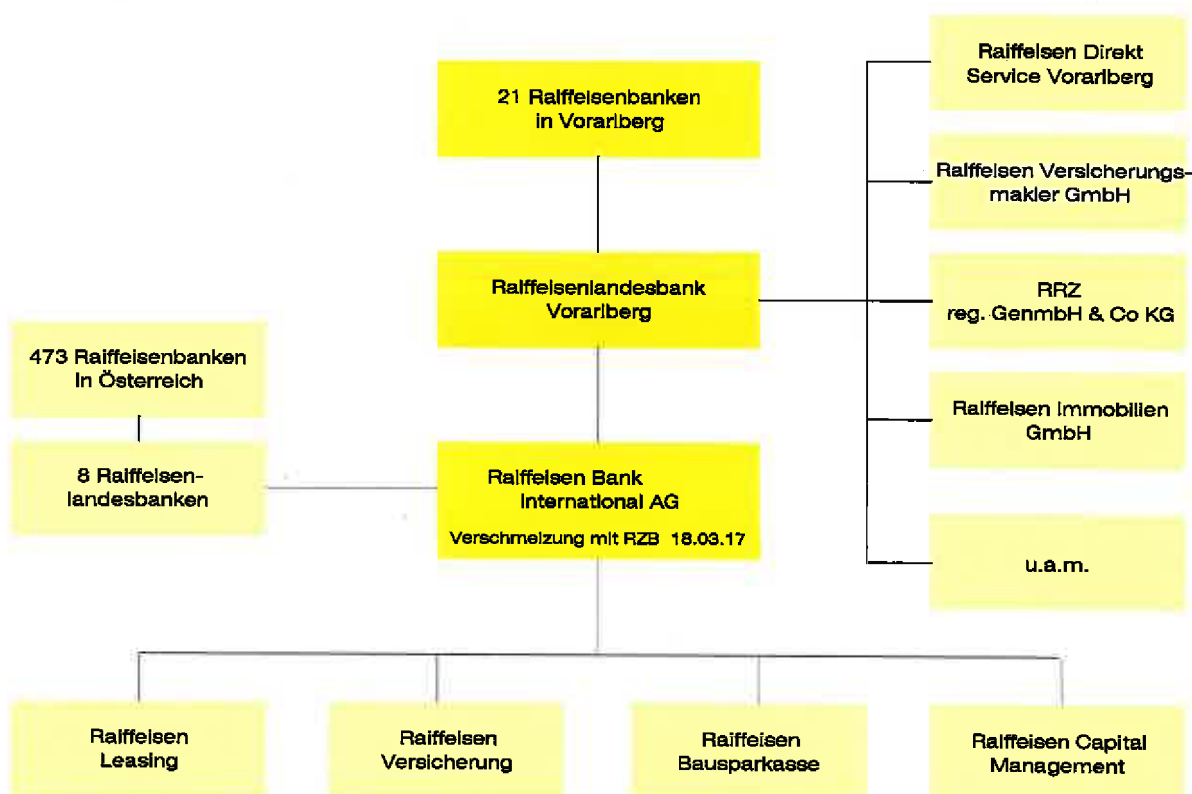 21 Raiffeisenbanken
in Vorarlberg
Raiffeisenlandesbank
Vorarlberg
Raiffeisen Direkt
Service Vorarlberg
Raiffeisen Versicherungs-
makler GmbH
RRZ
reg. GenmbH & Co KG
Raiffeisen Immobilien
GmbH
u.a.m.
473 Raiffeisenbanken
in Österreich
8 Raiffeisen-
landesbanken
Raiffeisen Bank
International AG
Verschmelzung mit RZB 18.03.17
Raiffeisen
Leasing
Raiffeisen
Versicherung
Raiffeisen
Bausparkasse
Raiffeisen Capital
Management